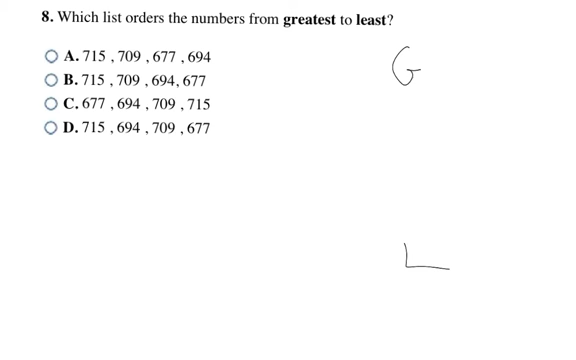 8. Which list orders the numbers from greatest to least?
G
A. 715 , 709 , 677 , 694
B. 715 , 709 , 694, 677
C. 677 , 694 , 709 , 715
D. 715 , 694 , 709 , 677
L